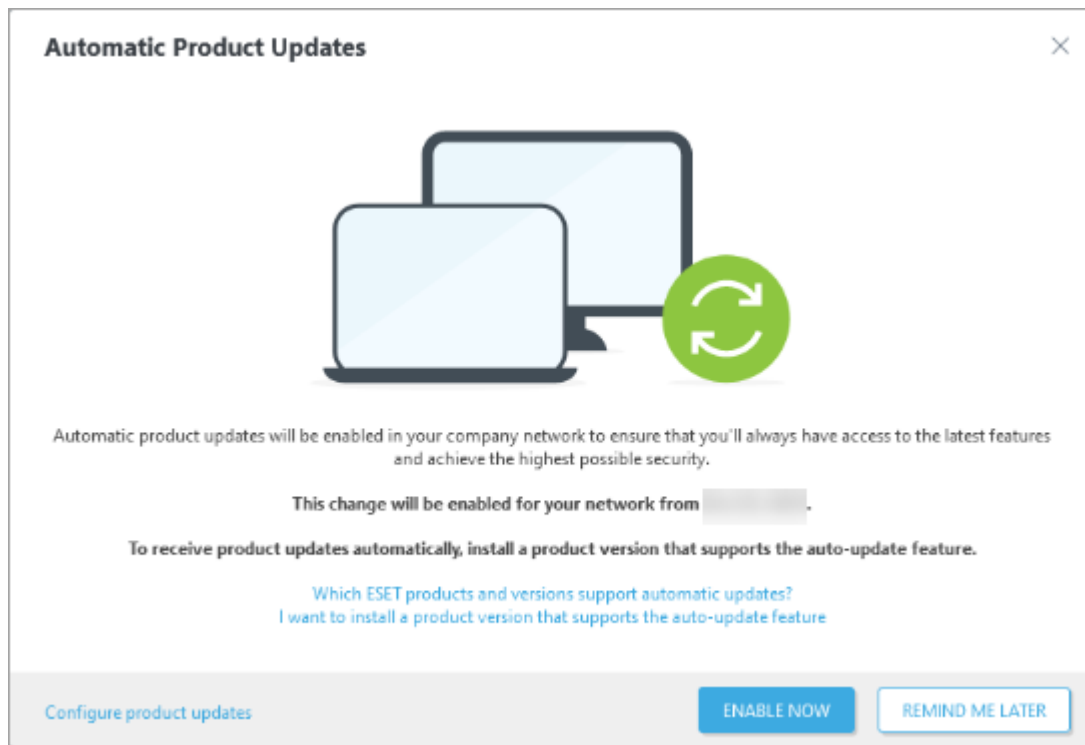 Automatic Product Updates
Automatic product updates will be enabled in your company network to ensure that you'll always have access to the latest features
and achieve the highest possible security.
This change will be enabled for your network from .
To receive product updates automatically, install a product version that supports the auto-update feature.
Which ESET products and versions support automatic updates?
I want to install a product version that supports the auto-update feature
Configure product updates
ENABLE NOW
REMIND ME LATER